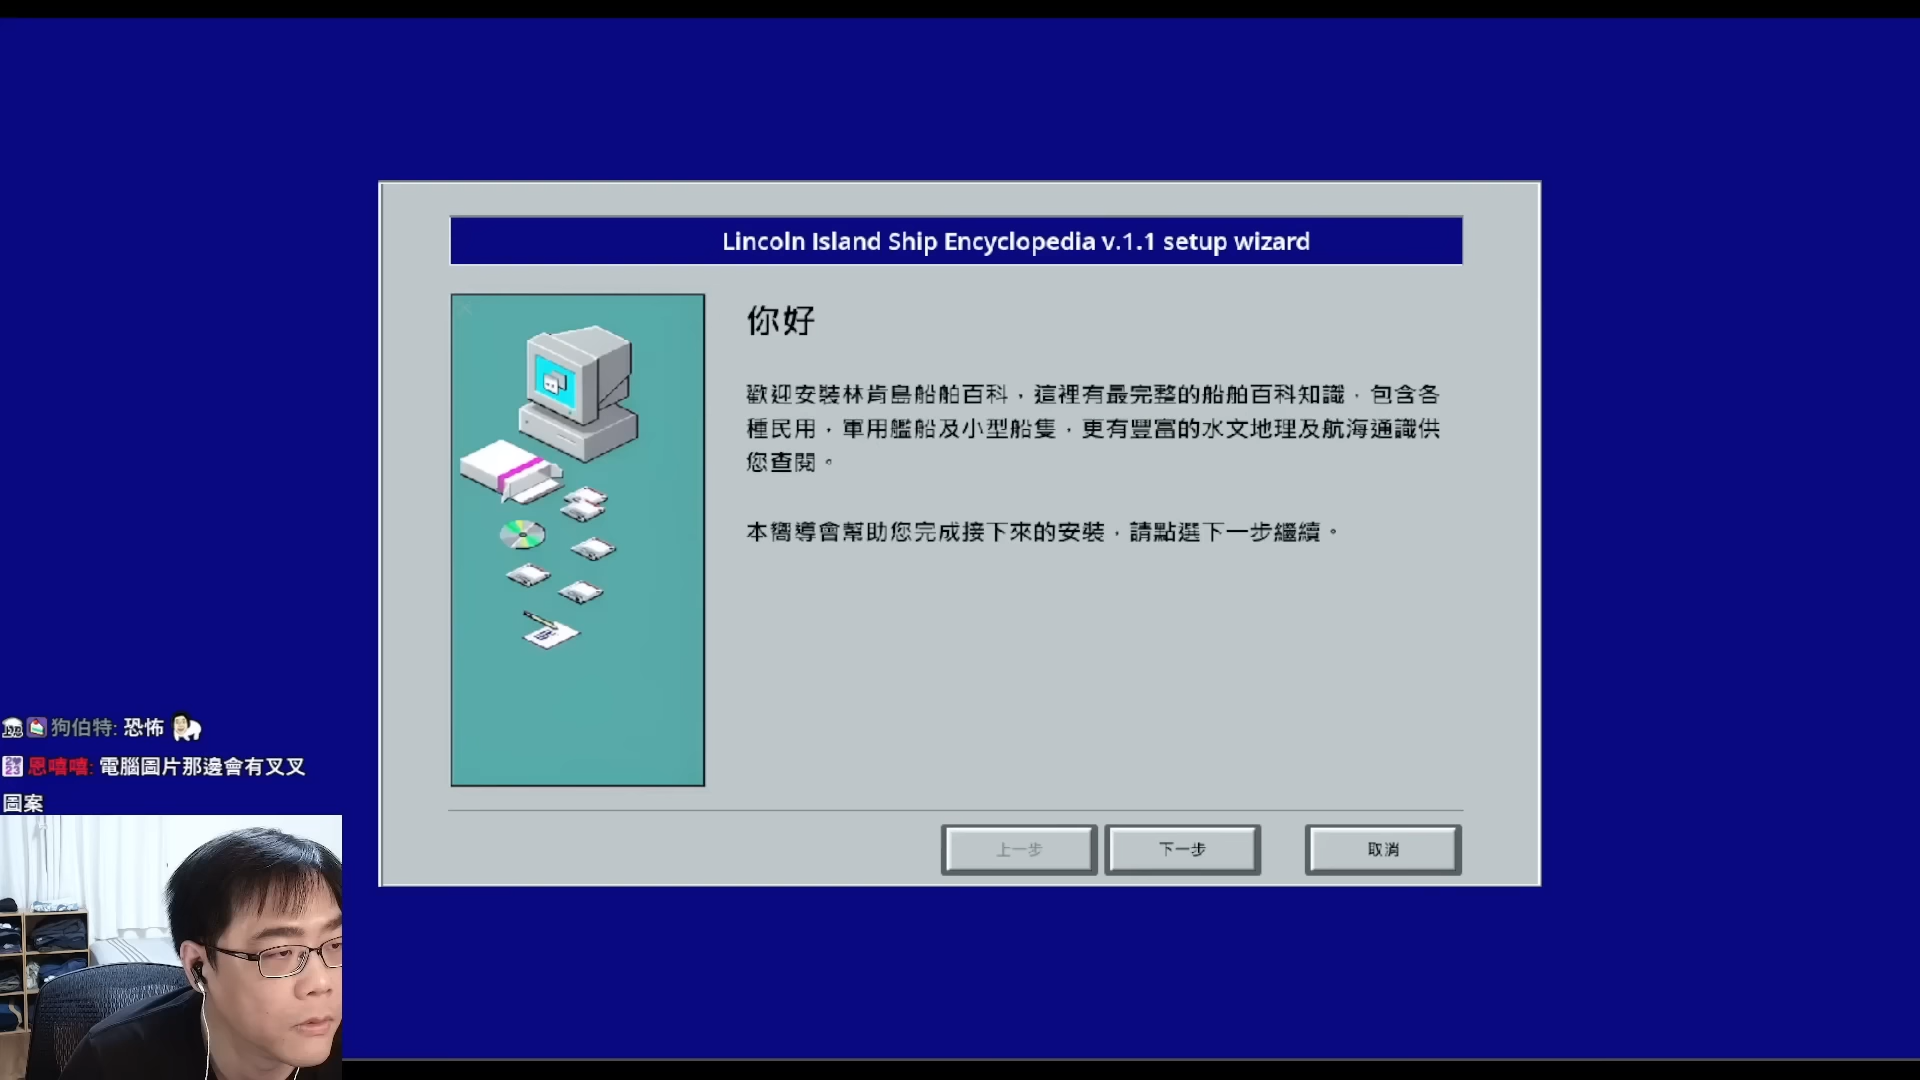 Lincoln Island Ship Encyclopedia v.1.1 setup wizard
你好
歡迎安裝林肯島船舶百科，這裡有最完整的船舶百科知識，包含各
種民用，軍用艦船及小型船隻，更有豐富的水文地理及航海通識供
您查閱。
本嚮導會幫助您完成接下來的安裝，請點選下一步繼續。
上一步
下一步
取消
狗伯特: 恐怖
恩嘻嘻: 電腦圖片那邊會有叉叉
圖案